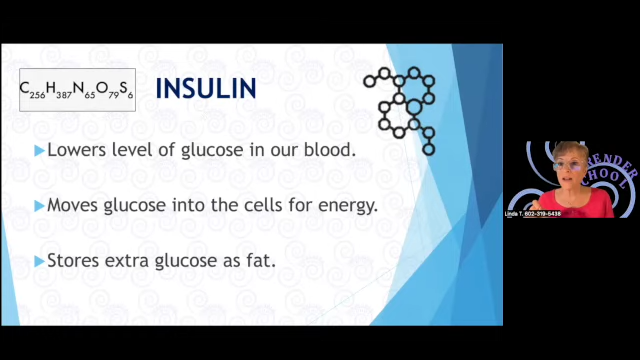 C256H387N65O79S6
INSULIN
Lowers level of glucose in our blood.
Moves glucose into the cells for energy.
Stores extra glucose as fat.
RENDER
SCHOOL
Linda T. 602-319-5438